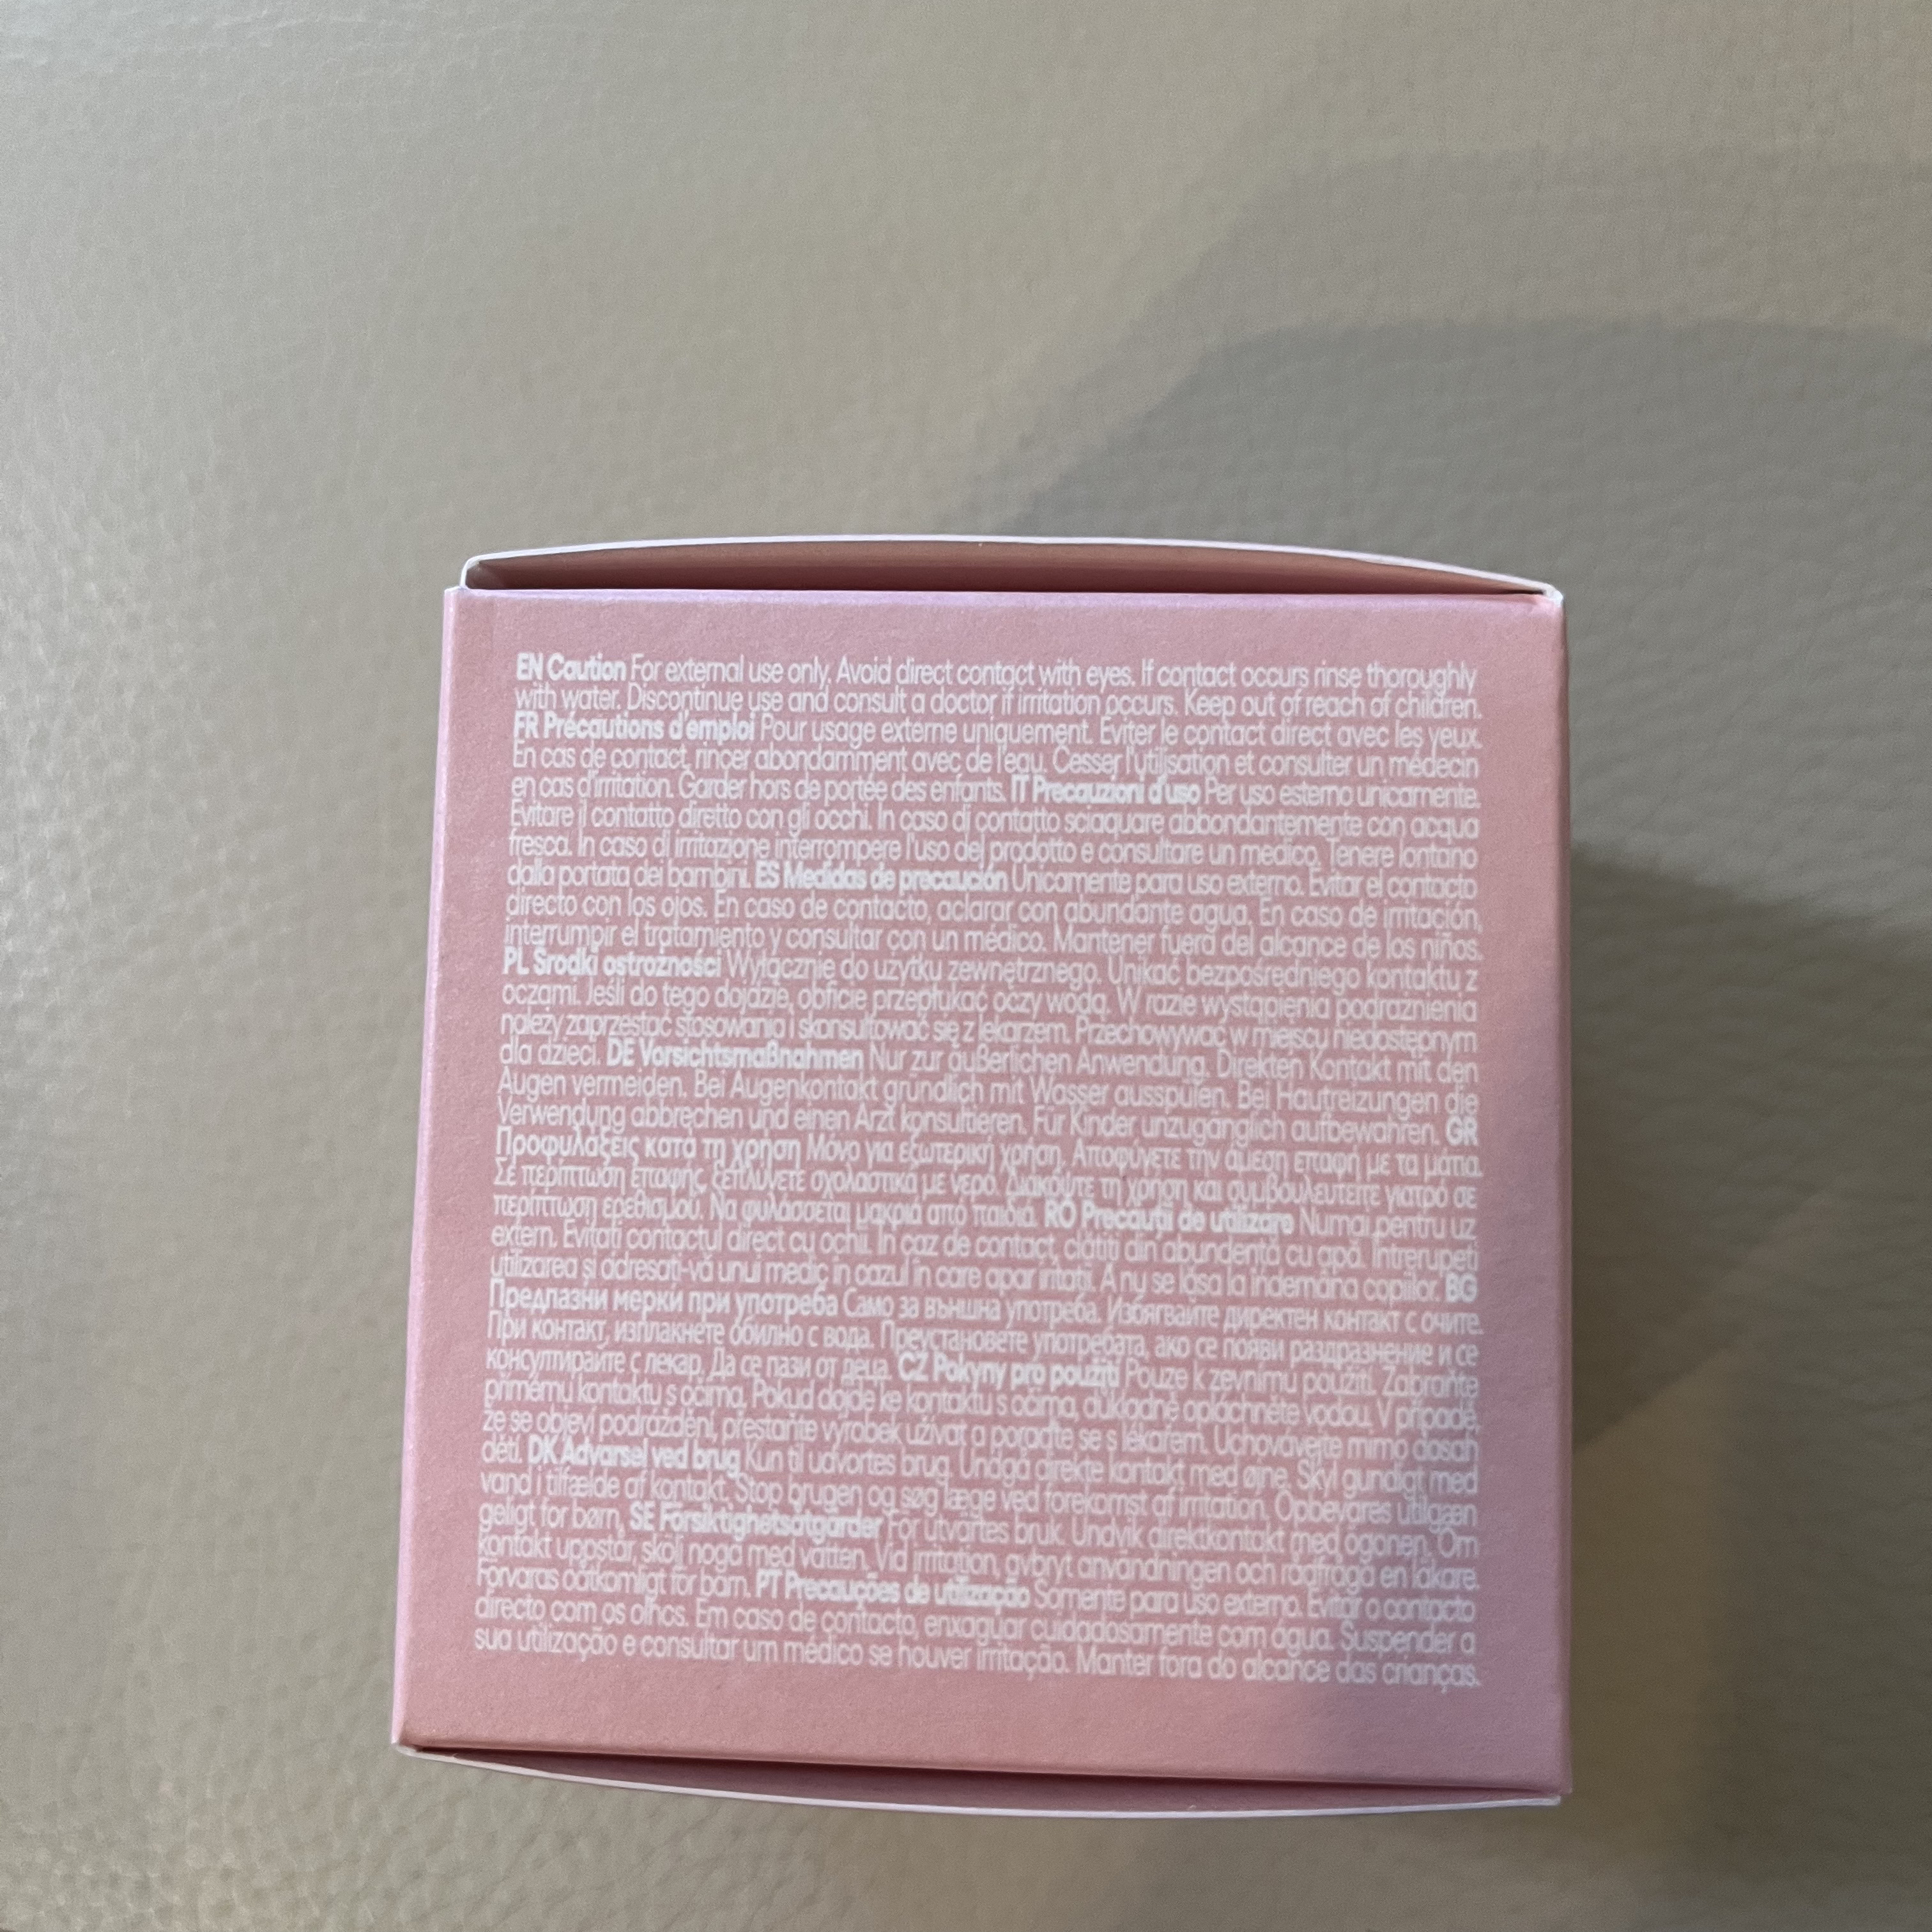 EN Caution For external use only. Avoid direct contact with eyes. If contact occurs rinse thoroughly
with water. Discontinue use and consult a doctor if irritation occurs. Keep out of reach of children.
FR Précautions d'emploi Pour usage externe uniquement. Éviter le contact direct avec les yeux.
En cas de contact, rincer abondamment avec de l'eau. Cesser l'utilisation et consulter un médecin
en cas d'irritation. Garder hors de portée des enfants. IT Precauzioni d'uso Per uso esterno unicamente.
Evitare il contatto diretto con gli occhi. In caso di contatto sciaquare abbondantemente con acqua
fresca. In caso di irritazione interrompere l'uso del prodotto e consultare un medico. Tenere lontano
dalla portata dei bambini. ES Medidas de precaución Únicamente para uso externo. Evitar el contacto
directo con los ojos. En caso de contacto, aclarar con abundante agua. En caso de irritación,
interrumpir el tratamiento y consultar con un médico. Mantener fuera del alcance de los niños.
PL Środki ostrożności Wyłącznie do użytku zewnętrznego. Unikać bezpośredniego kontaktu z
oczami. Jeśli do tego dojdzie, obficie przepłukać oczy wodą. W razie wystąpienia podrażnienia
należy zaprzestać stosowania i skonsultować się z lekarzem. Przechowywać w miejscu niedostępnym
dla dzieci. DE Vorsichtsmaßnahmen Nur zur äußerlichen Anwendung. Direkten Kontakt mit den
Augen vermeiden. Bei Augenkontakt gründlich mit Wasser ausspülen. Bei Hautreizungen die
Verwendung abbrechen und einen Arzt konsultieren. Für Kinder unzugänglich aufbewahren. GR
Προφυλάξεις κατά τη χρήση Μόνο για εξωτερική χρήση. Αποφύγετε την άμεση επαφή με τα μάτια.
Σε περίπτωση επαφής, ξεπλύνετε σχολαστικά με νερό. Διακόψτε τη χρήση και συμβουλευτείτε γιατρό σε
περίπτωση ερεθισμού. Να φυλάσσεται μακριά από παιδιά. RO Precauții de utilizare Numai pentru uz
extern. Evitați contactul direct cu ochii. În caz de contact, clătiți din abundență cu apă. Întrerupeți
utilizarea și adresați-vă unui medic în cazul în care apar iritații. A nu se lăsa la îndemâna copiilor. BG
Предпазни мерки при употреба Само за външна употреба. Избягвайте директен контакт с очите.
При контакт, изплакнете обилно с вода. Преустановете употребата, ако се появи раздразнение и се
консултирайте с лекар. Да се пази от деца. CZ Pokyny pro použití Pouze k zevnímu použití. Zabraňte
přímému kontaktu s očima. Pokud dojde ke kontaktu s očima, důkladně opláchněte vodou. V případě,
že se objeví podráždění, přestaňte výrobek užívat a poraďte se s lékařem. Uchovávejte mimo dosah
dětí. DK Advarsel ved brug Kun til udvortes brug. Undgå direkte kontakt med øjne. Skyl gundigt med
vand i tilfælde af kontakt. Stop brugen og søg læge ved forekomst af irritation. Opbevares utilgæn
geligt for børn. SE Försiktighetsåtgärder För utvärtes bruk. Undvik direktkontakt med ögonen. Om
kontakt uppstår, skölj noga med vatten. Vid irritation, avbryt användningen och rådfråga en läkare.
Förvaras oåtkomligt för barn. PT Precauções de utilização Somente para uso externo. Evitar o contacto
directo com os olhos. Em caso de contacto, enxaguar cuidadosamente com água. Suspender a
sua utilização e consultar um médico se houver irritação. Manter fora do alcance das crianças.